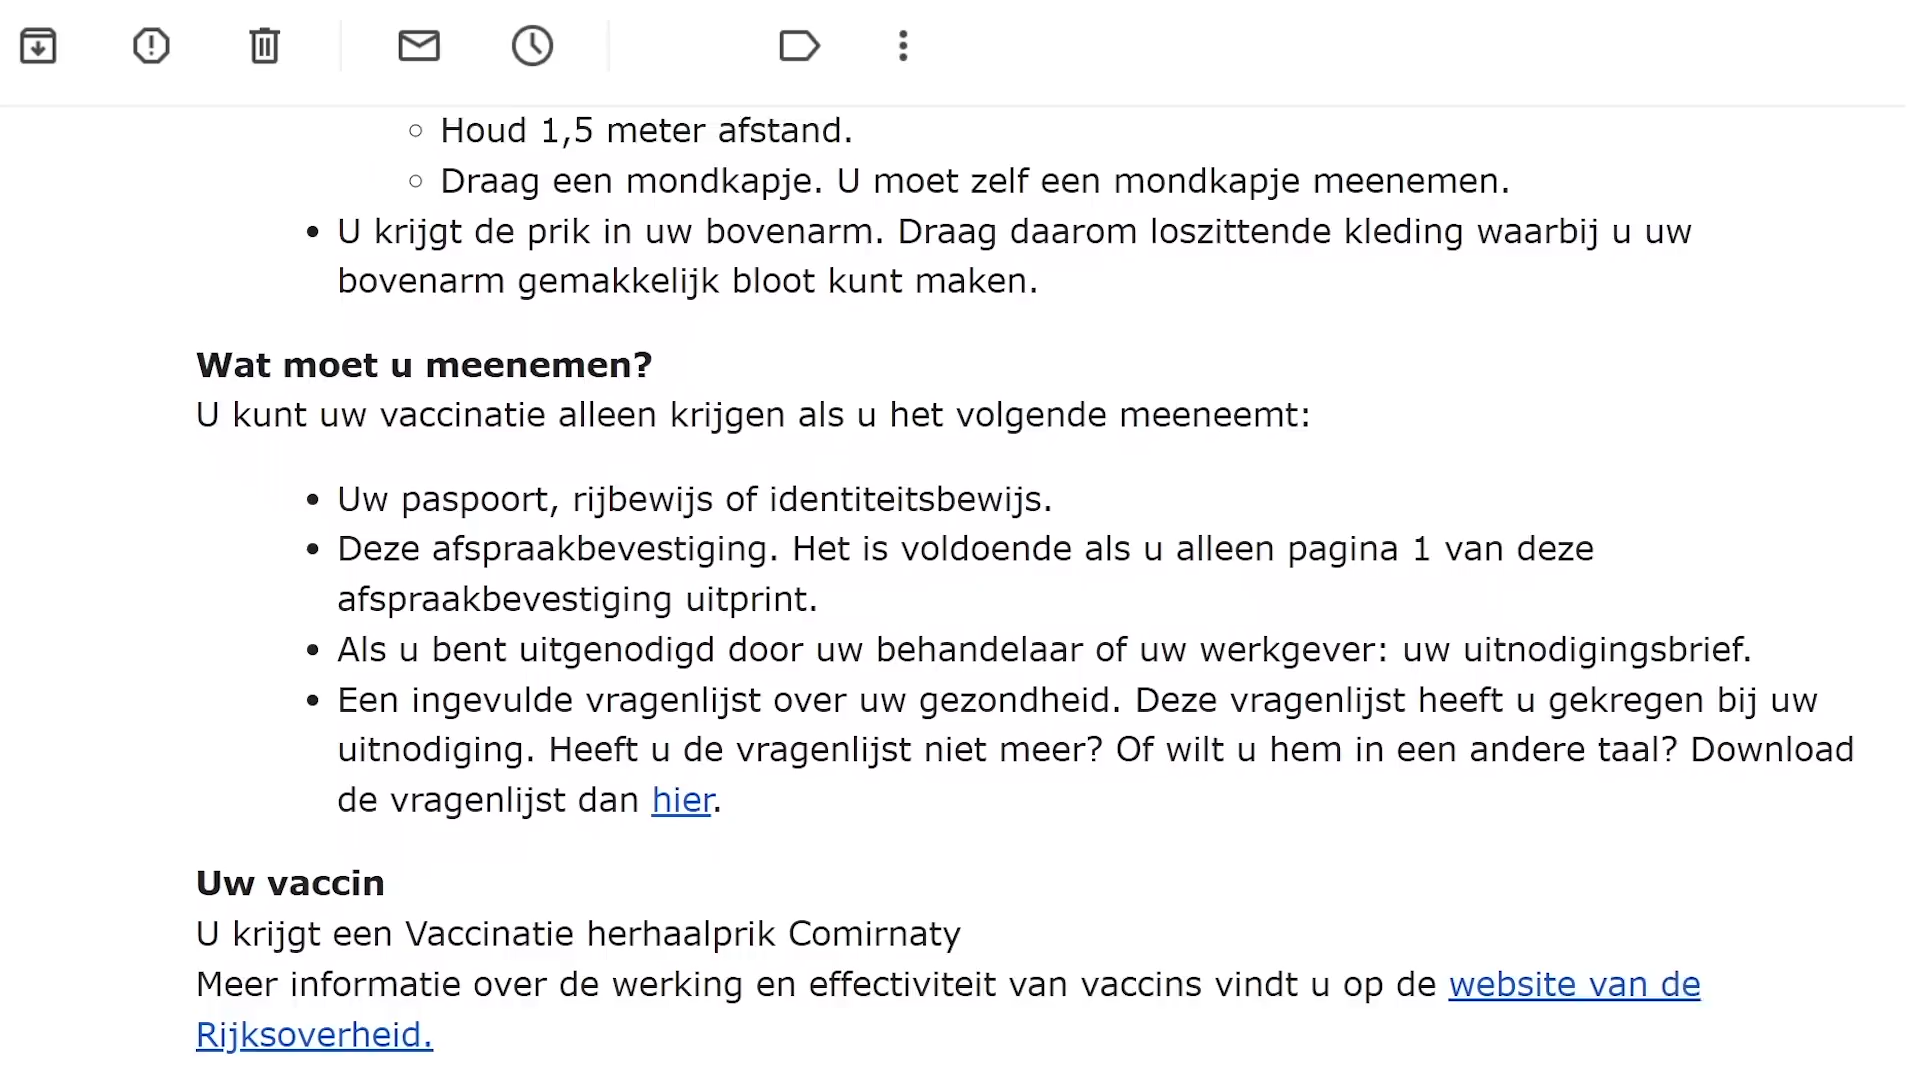 Houd 1,5 meter afstand.
Draag een mondkapje. U moet zelf een mondkapje meenemen.
U krijgt de prik in uw bovenarm. Draag daarom loszittende kleding waarbij u uw
bovenarm gemakkelijk bloot kunt maken.
Wat moet u meenemen?
U kunt uw vaccinatie alleen krijgen als u het volgende meeneemt:
Uw paspoort, rijbewijs of identiteitsbewijs.
Deze afspraakbevestiging. Het is voldoende als u alleen pagina 1 van deze
afspraakbevestiging uitprint.
Als u bent uitgenodigd door uw behandelaar of uw werkgever: uw uitnodigingsbrief.
Een ingevulde vragenlijst over uw gezondheid. Deze vragenlijst heeft u gekregen bij uw
uitnodiging. Heeft u de vragenlijst niet meer? Of wilt u hem in een andere taal? Download
de vragenlijst dan hier.
Uw vaccin
U krijgt een Vaccinatie herhaalprik Comirnaty
Meer informatie over de werking en effectiviteit van vaccins vindt u op de website van de
Rijksoverheid.